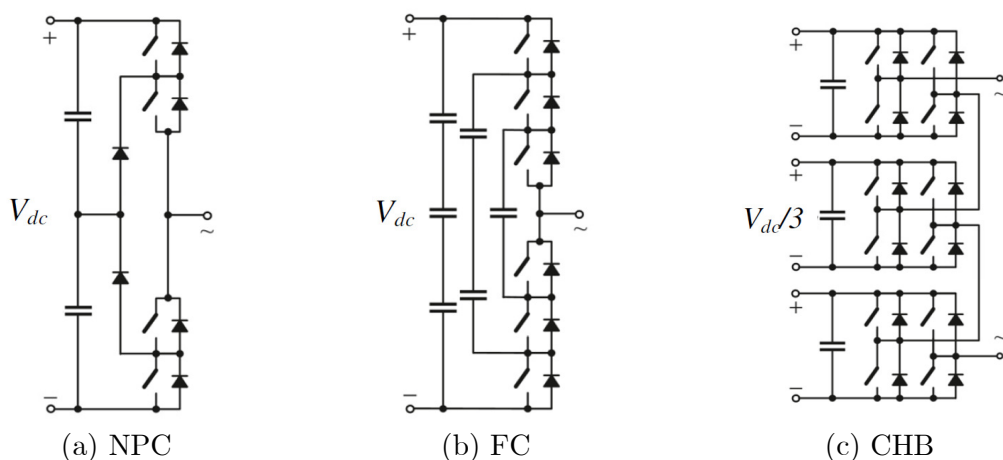 +
V_dc
−
~
(a) NPC
+
V_dc
−
~
(b) FC
+
−
+
V_dc/3
−
+
−
~
~
(c) CHB